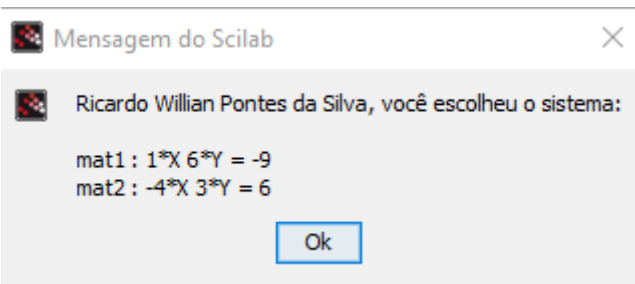 Mensagem do Scilab
Ricardo Willian Pontes da Silva, você escolheu o sistema:
mat1 : 1*X 6*Y = -9
mat2 : -4*X 3*Y = 6
Ok